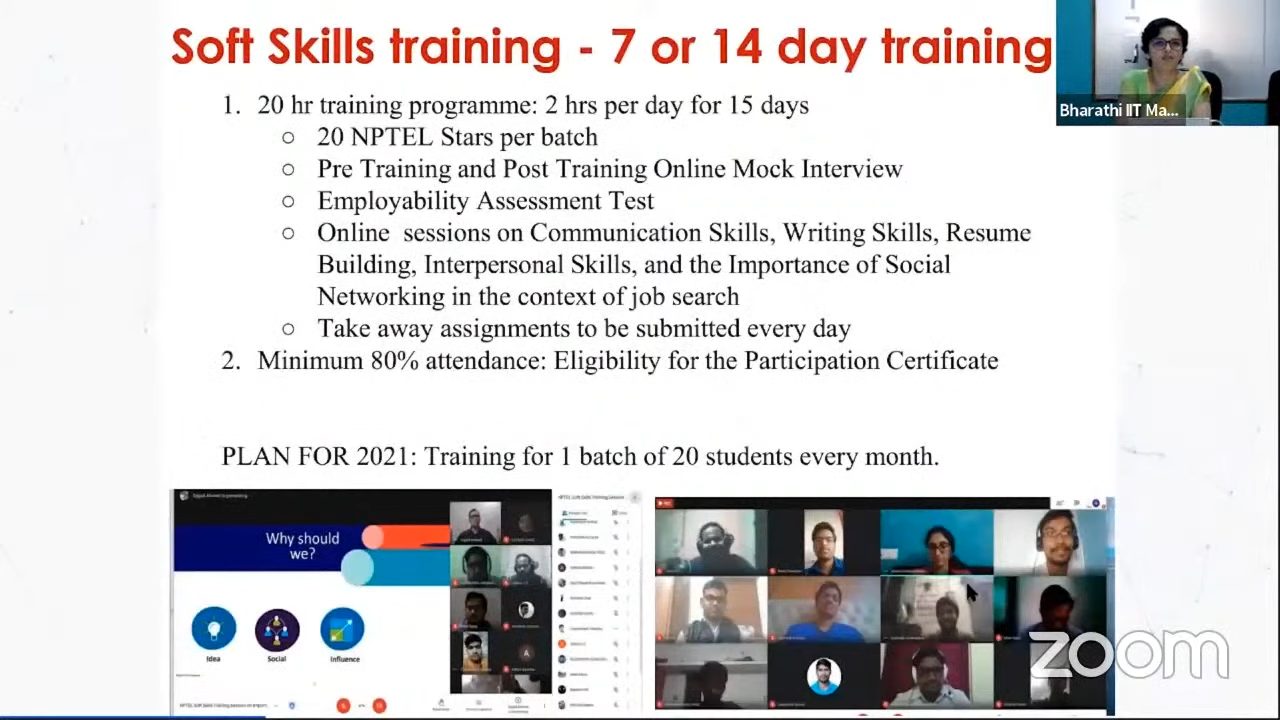 Soft Skills training - 7 or 14 day training
Bharathi IIT Ma...
1. 20 hr training programme: 2 hrs per day for 15 days
○ 20 NPTEL Stars per batch
○ Pre Training and Post Training Online Mock Interview
○ Employability Assessment Test
○ Online sessions on Communication Skills, Writing Skills, Resume
Building, Interpersonal Skills, and the Importance of Social
Networking in the context of job search
○ Take away assignments to be submitted every day
2. Minimum 80% attendance: Eligibility for the Participation Certificate
PLAN FOR 2021: Training for 1 batch of 20 students every month.
Why should
we?
Idea
Social
Influence
A
zoom